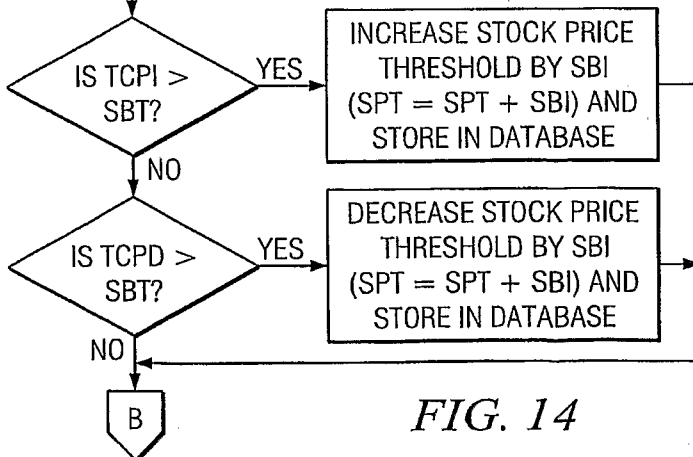 IS TCPI >
SBT?
YES
INCREASE STOCK PRICE
THRESHOLD BY SBI
(SPT = SPT + SBI) AND
STORE IN DATABASE
NO
IS TCPD >
SBT?
YES
DECREASE STOCK PRICE
THRESHOLD BY SBI
(SPT = SPT + SBI) AND
STORE IN DATABASE
NO
B
FIG. 14